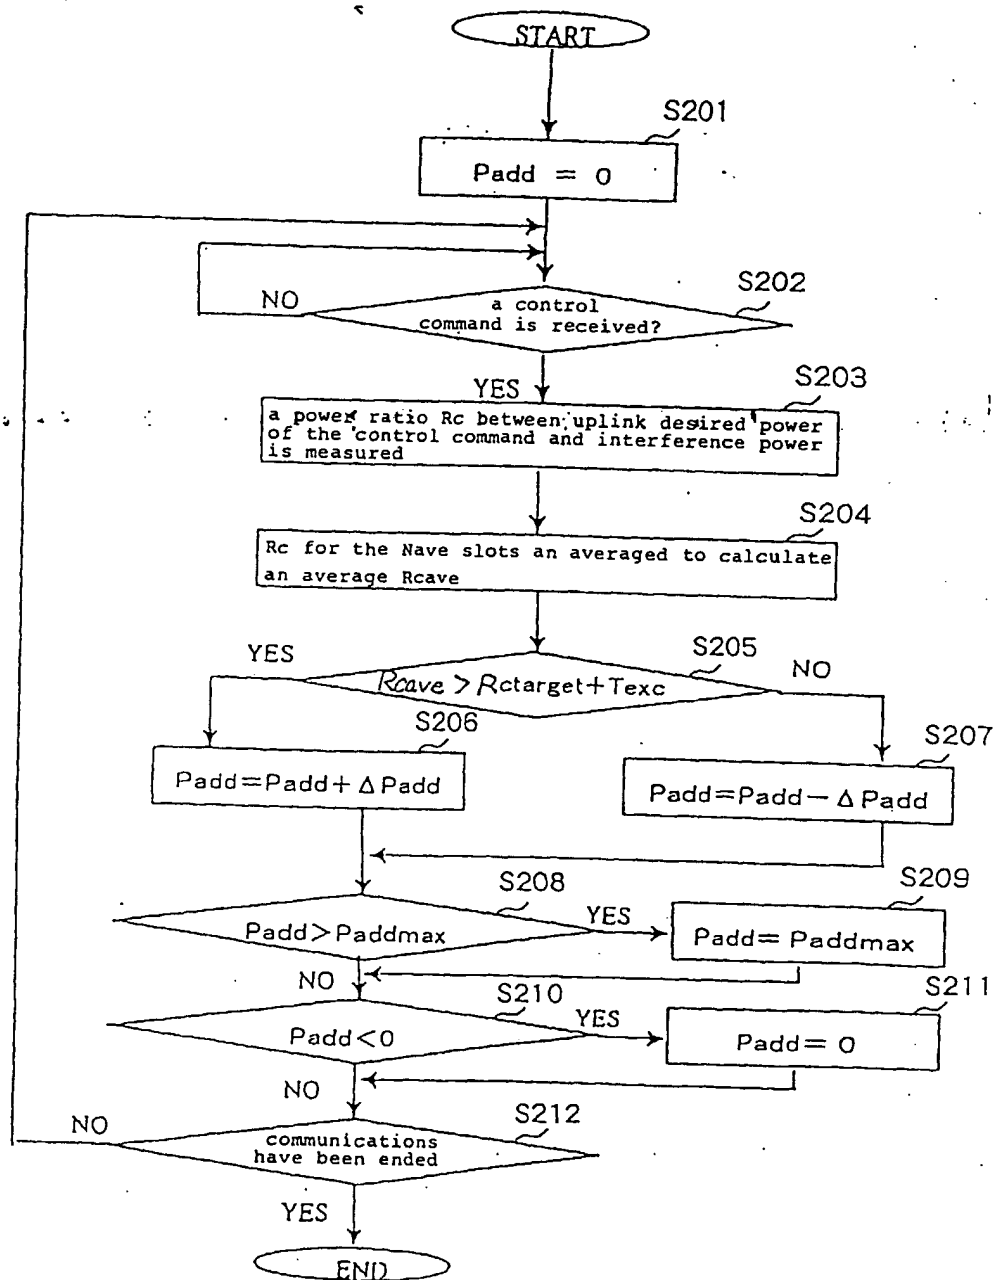 START
S201
Padd = 0
S202
NO
a control
command is received?
YES
S203
a power ratio Rc between uplink desired power
of the control command and interference power
is measured
S204
Rc for the Nave slots an averaged to calculate
an average Rcave
S205
YES
NO
Rcave > Rctarget+Texc
S206
Padd=Padd+ Δ Padd
S207
Padd=Padd− Δ Padd
S208
Padd>Paddmax
YES
S209
Padd= Paddmax
NO
S210
Padd<0
YES
S211
Padd= 0
NO
S212
NO
communications
have been ended
YES
END